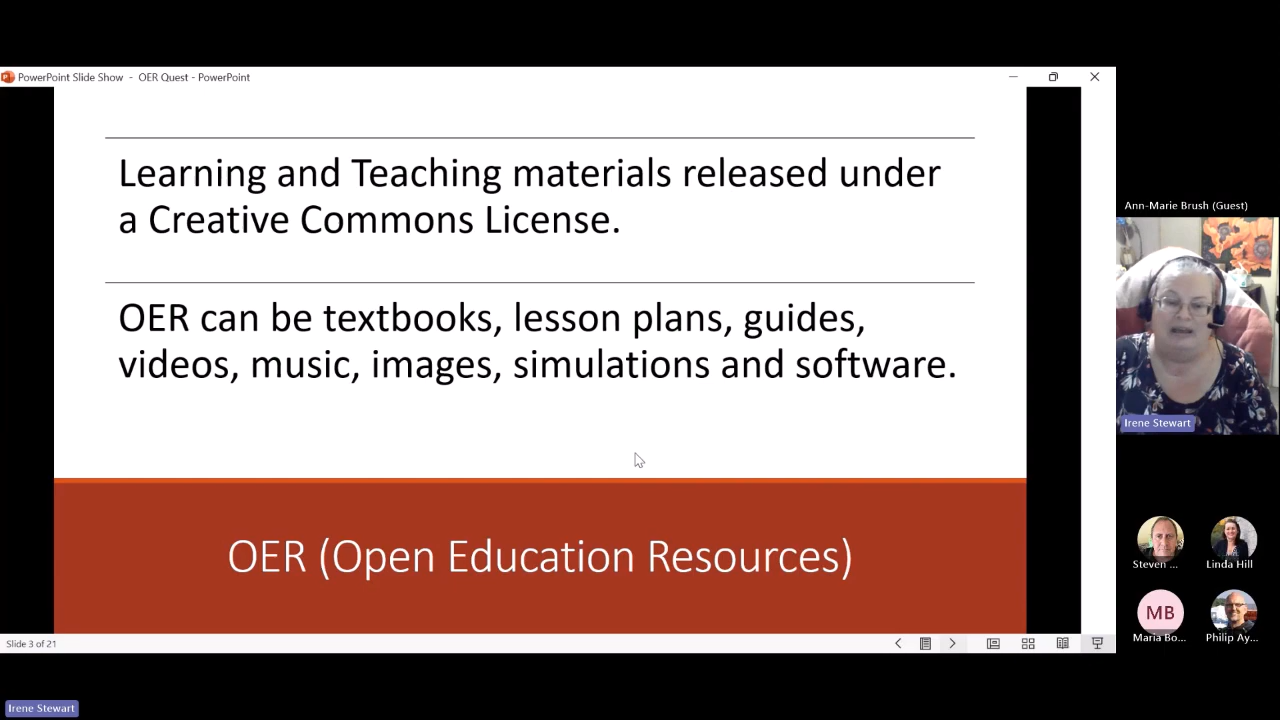 PowerPoint Slide Show - OER Quest - PowerPoint
Learning and Teaching materials released under
a Creative Commons License.
OER can be textbooks, lesson plans, guides,
videos, music, images, simulations and software.
OER (Open Education Resources)
Slide 3 of 21
Ann-Marie Brush (Guest)
Irene Stewart
Steven ...
Linda Hill
MB
Maria Bo...
Philip Ay...
Irene Stewart